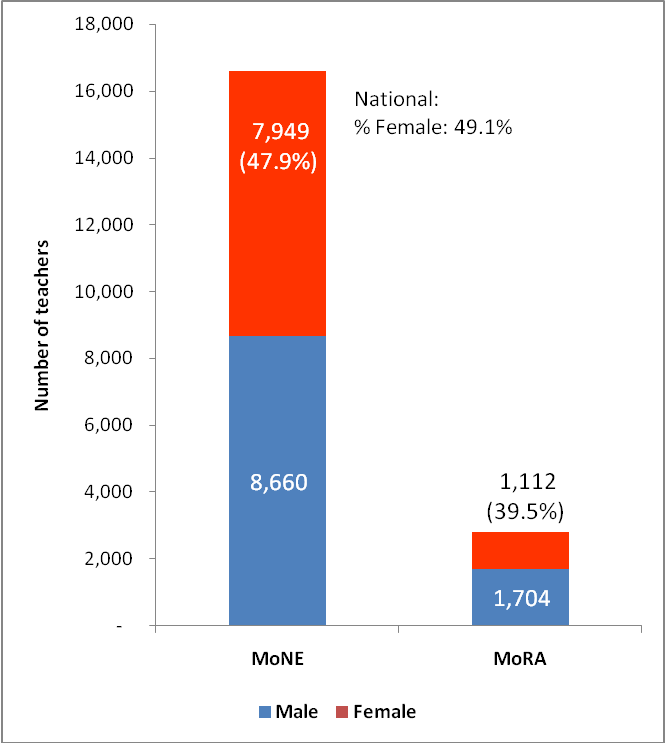 18,000
16,000
14,000
12,000
10,000
8,000
6,000
4,000
2,000
-
Number of teachers
7,949
(47.9%)
8,660
National:
% Female: 49.1%
1,112
(39.5%)
1,704
MoNE
MoRA
Male
Female